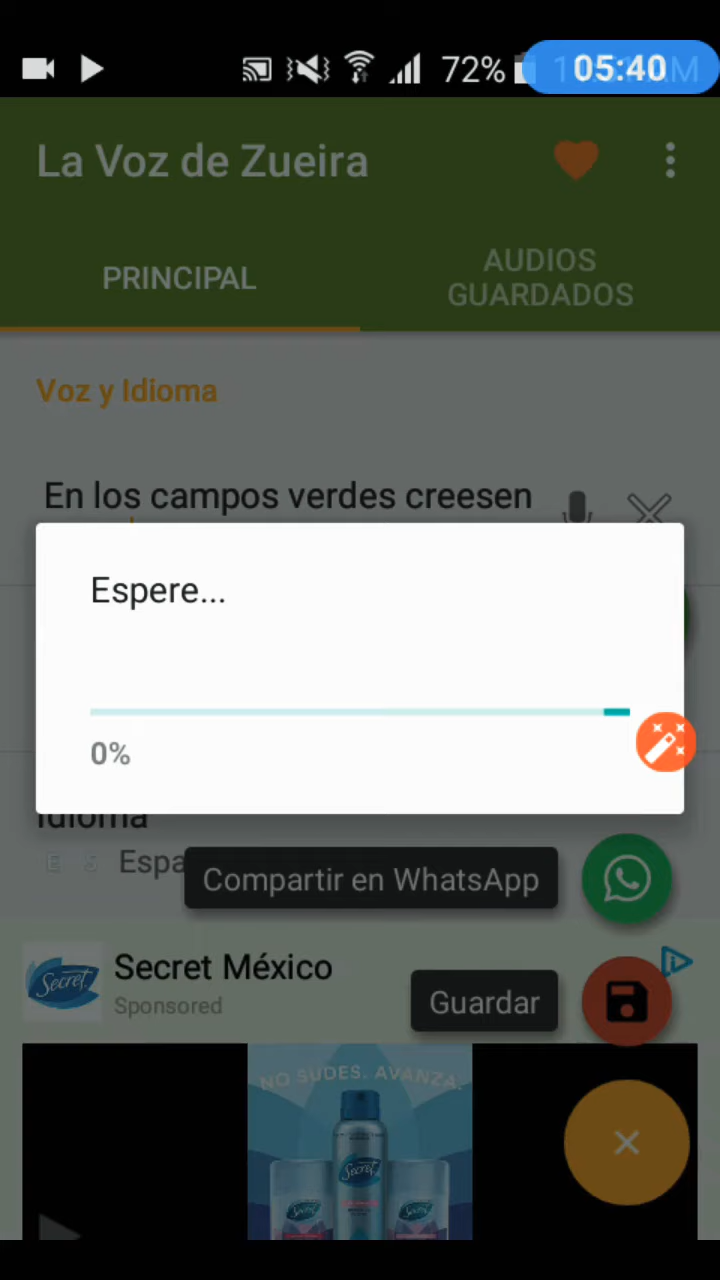 72%
05:40
La Voz de Zueira
PRINCIPAL
AUDIOS
GUARDADOS
Voz y Idioma
En los campos verdes creesen
Espere...
0%
Idioma
Compartir en WhatsApp
Secret México
Sponsored
Guardar
Secret
NO SUDES. AVANZA.
Secret